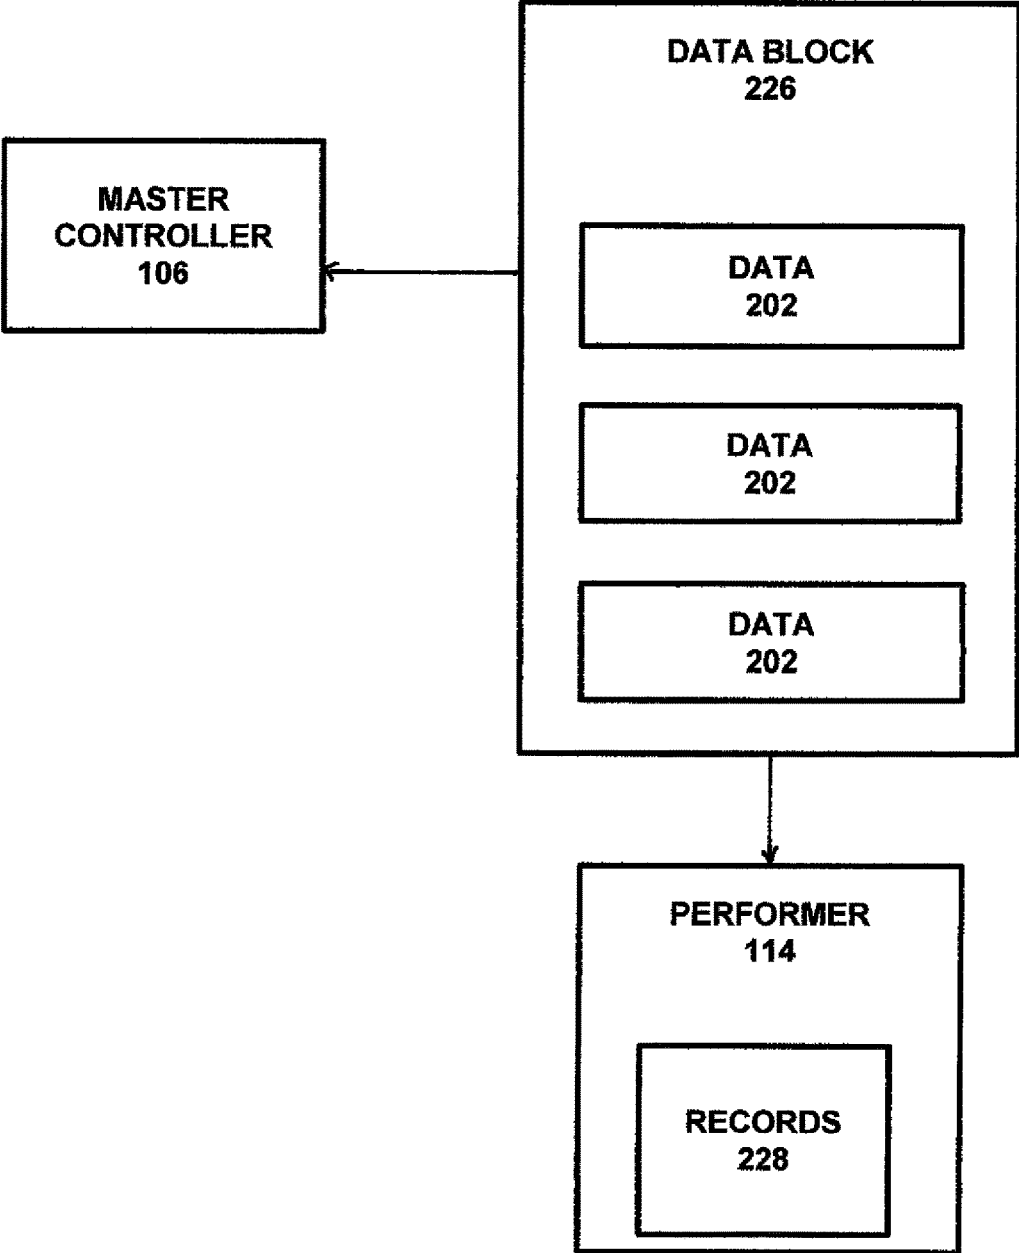 DATA BLOCK
226
MASTER
CONTROLLER
106
DATA
202
DATA
202
DATA
202
PERFORMER
114
RECORDS
228